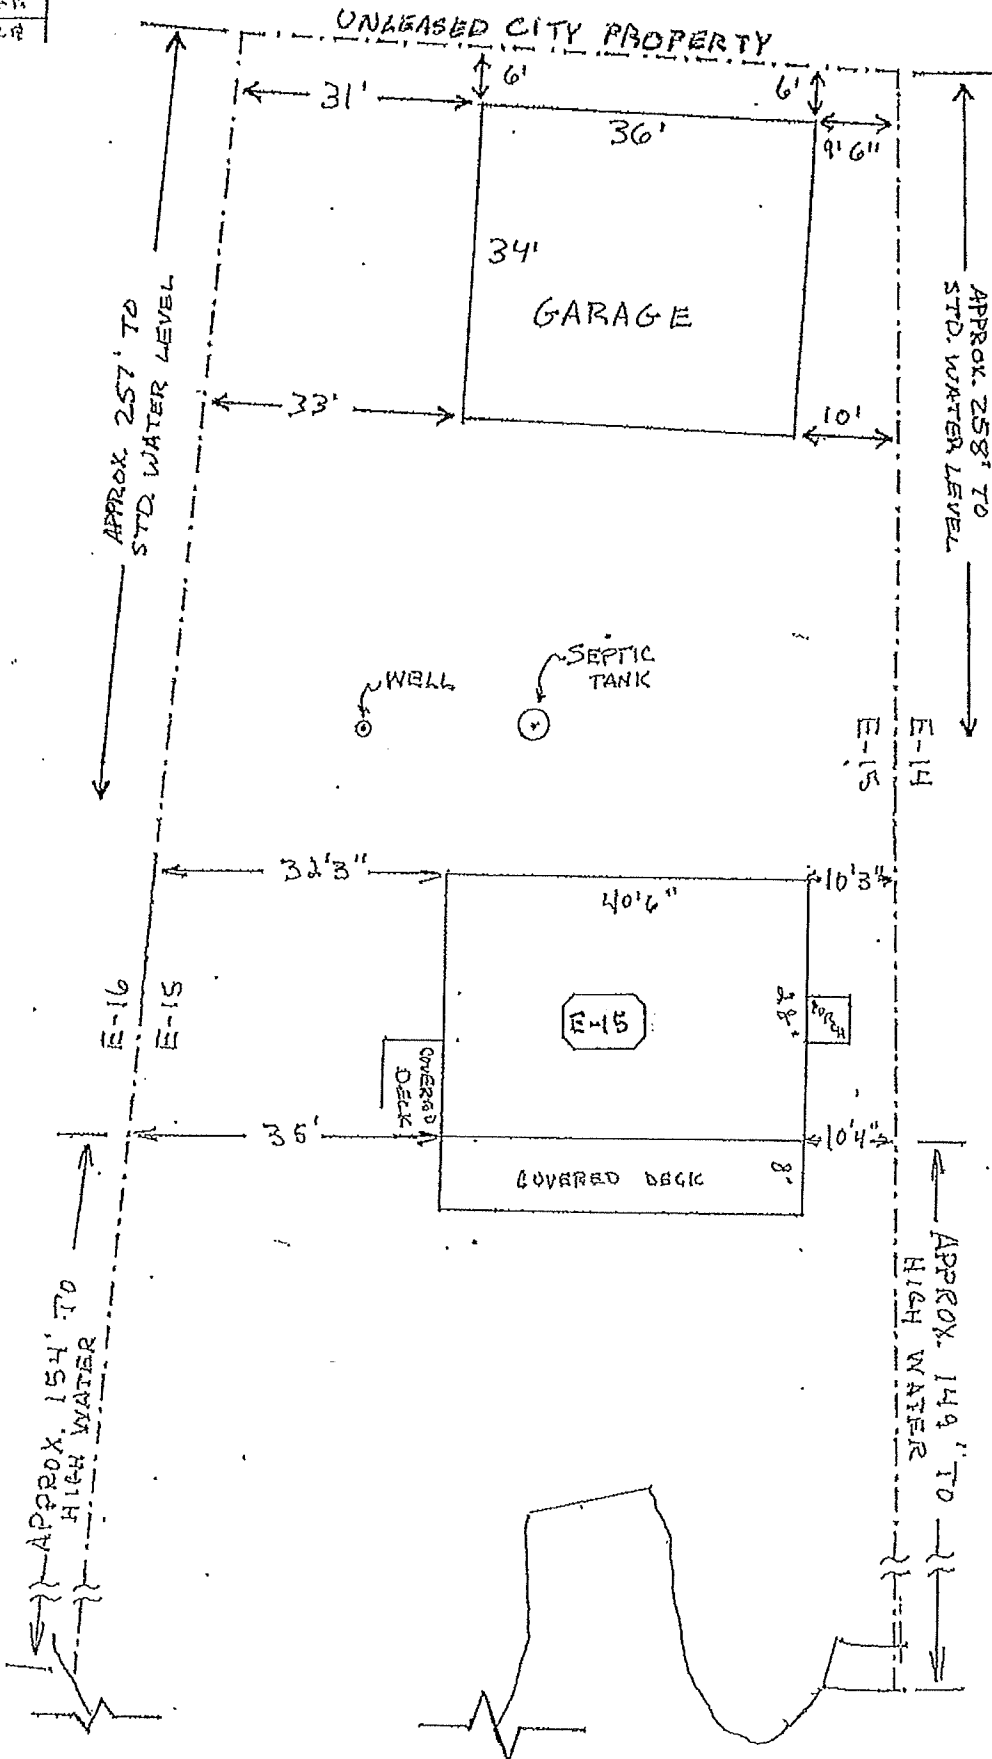 UNLEASED CITY PROPERTY
6'
6'
31'
36'
9'6"
34'
GARAGE
APPROX. 257' TO
STD. WATER LEVEL
APPROX. 258' TO
STD. WATER LEVEL
33'
10'
WELL
SEPTIC
TANK
E-14
E-15
32'3"
40'6"
10'3"
E-16
E-15
E-15
28'
COVERED
DECK
35'
10'4"
COVERED DECK
8'
APPROX. 154' TO
HIGH WATER
APPROX. 149' TO
HIGH WATER